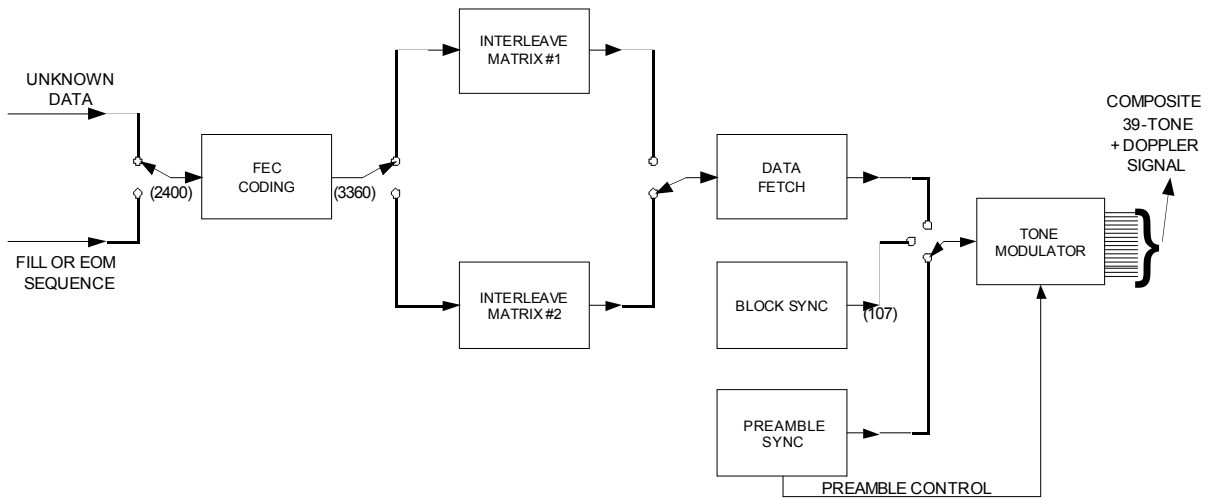 UNKNOWN
DATA
FILL OR EOM
SEQUENCE
(2400)
FEC
CODING
(3360)
INTERLEAVE
MATRIX #1
INTERLEAVE
MATRIX #2
DATA
FETCH
BLOCK SYNC
(107)
PREAMBLE
SYNC
PREAMBLE CONTROL
TONE
MODULATOR
}
COMPOSITE
39-TONE
+ DOPPLER
SIGNAL